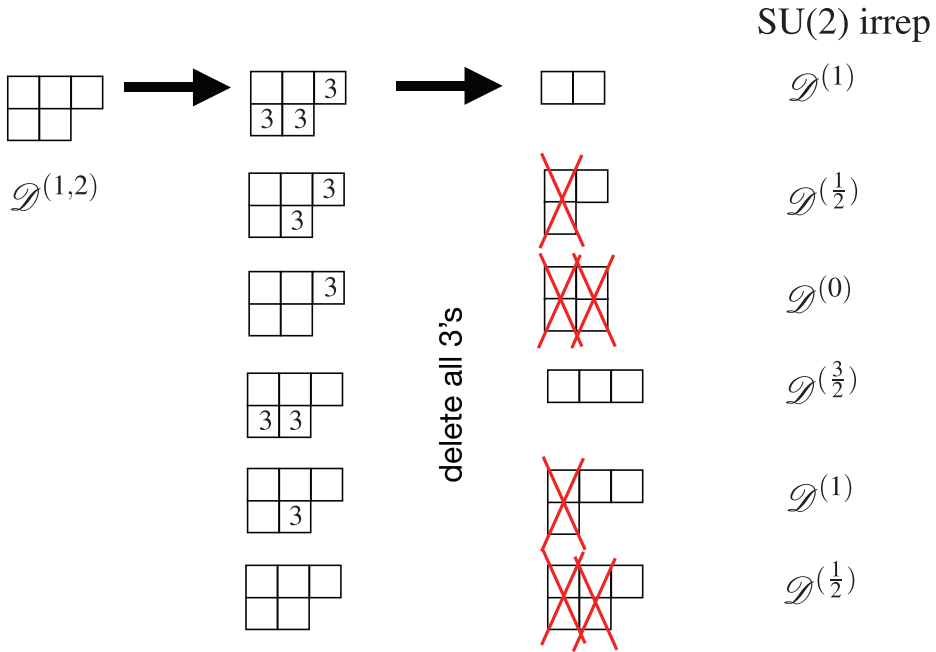 SU(2) irrep
3
3 3
𝒟^(1)
𝒟^(1,2)
3
3
𝒟^(1/2)
3
𝒟^(0)
delete all 3's
3 3
𝒟^(3/2)
3
𝒟^(1)
𝒟^(1/2)